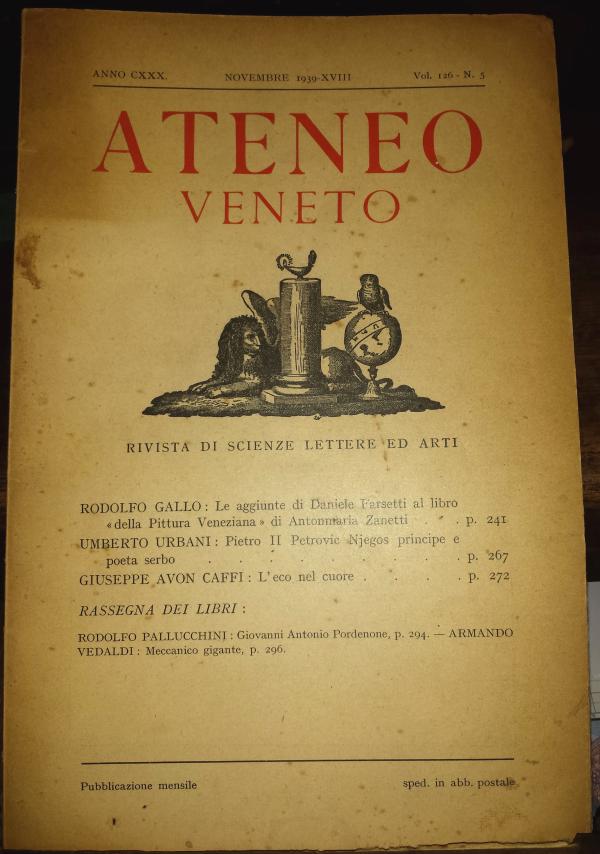 ANNO CXXX. NOVEMBRE 1939-XVIII Vol. 126 - N. 5
ATENEO
VENETO
RIVISTA DI SCIENZE LETTERE ED ARTI
RODOLFO GALLO : Le aggiunte di Daniele Farsetti al libro
« della Pittura Veneziana » di Antonmaria Zanetti . . p. 241
UMBERTO URBANI : Pietro II Petrovic Njegos principe e
poeta serbo . . . . . . . . p. 267
GIUSEPPE AVON CAFFI : L'eco nel cuore . . . . p. 272
RASSEGNA DEI LIBRI :
RODOLFO PALLUCCHINI : Giovanni Antonio Pordenone, p. 294. — ARMANDO
VEDALDI : Meccanico gigante, p. 296.
Pubblicazione mensile sped. in abb. postale